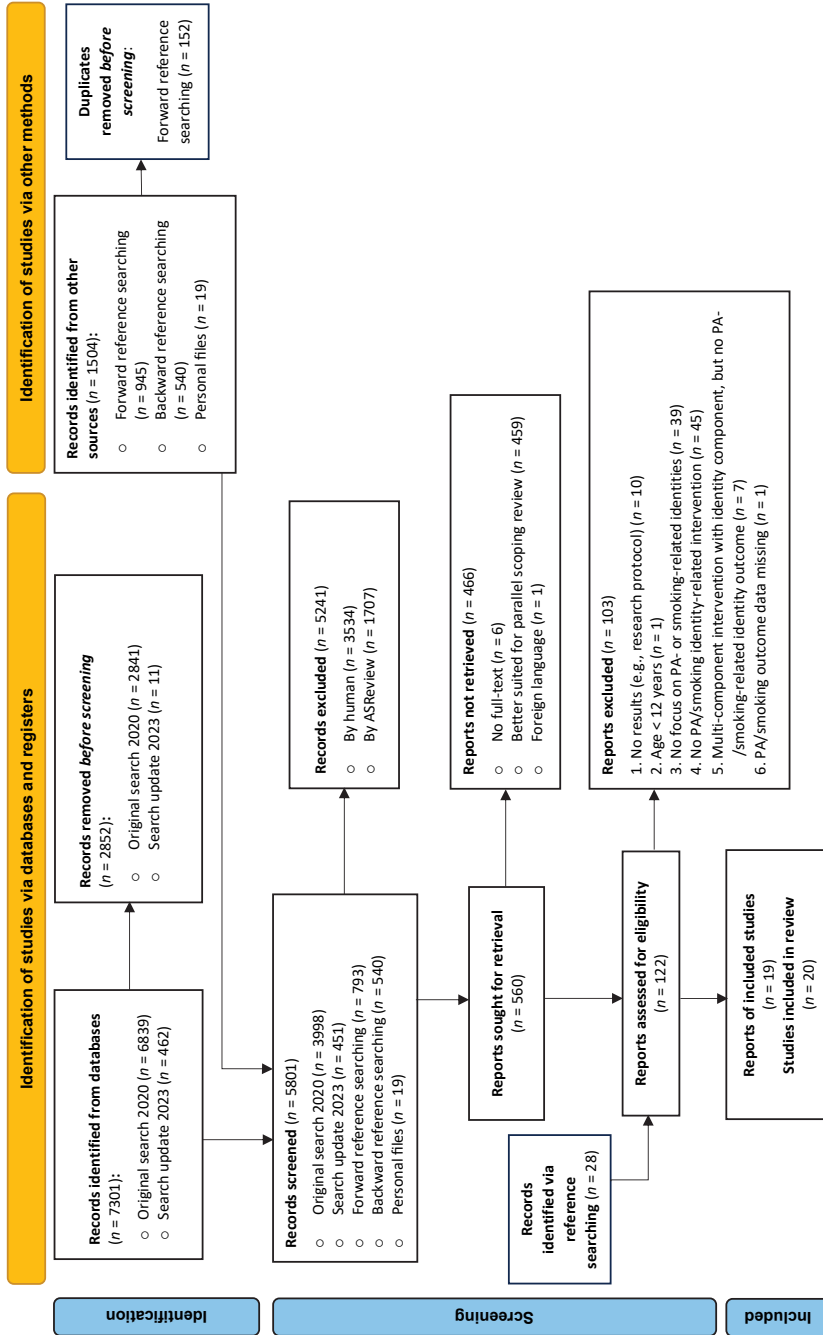 Identification of studies via databases and registers
Identification of studies via other methods
Identification
Records identified from databases
(n = 7301):
○ Original search 2020 (n = 6839)
○ Search update 2023 (n = 462)
Records removed before screening
(n = 2852):
○ Original search 2020 (n = 2841)
○ Search update 2023 (n = 11)
Records identified from other
sources (n = 1504):
○ Forward reference searching
(n = 945)
○ Backward reference searching
(n = 540)
○ Personal files (n = 19)
Duplicates
removed before
screening:
Forward reference
searching (n = 152)
Screening
Records screened (n = 5801)
○ Original search 2020 (n = 3998)
○ Search update 2023 (n = 451)
○ Forward reference searching (n = 793)
○ Backward reference searching (n = 540)
○ Personal files (n = 19)
Records excluded (n = 5241)
○ By human (n = 3534)
○ By ASReview (n = 1707)
Reports sought for retrieval
(n = 560)
Reports not retrieved (n = 466)
○ No full-text (n = 6)
○ Better suited for parallel scoping review (n = 459)
○ Foreign language (n = 1)
Records
identified via
reference
searching (n = 28)
Reports assessed for eligibility
(n = 122)
Reports excluded (n = 103)
1. No results (e.g., research protocol) (n = 10)
2. Age < 12 years (n = 1)
3. No focus on PA- or smoking-related identities (n = 39)
4. No PA/smoking identity-related intervention (n = 45)
5. Multi-component intervention with identity component, but no PA-
/smoking-related identity outcome (n = 7)
6. PA/smoking outcome data missing (n = 1)
Included
Reports of included studies
(n = 19)
Studies included in review
(n = 20)